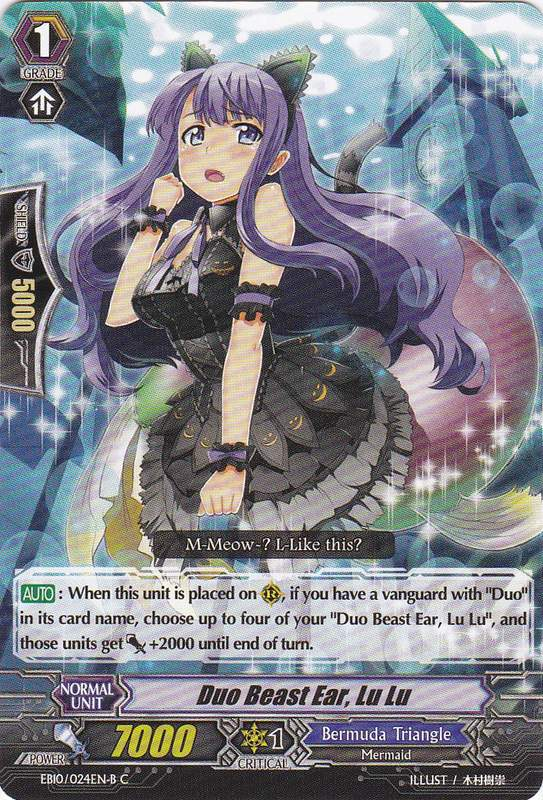 1
GRADE
SHIELD
5000
M-Meow-? L-Like this?
AUTO : When this unit is placed on R, if you have a vanguard with "Duo"
in its card name, choose up to four of your "Duo Beast Ear, Lu Lu", and
those units get +2000 until end of turn.
NORMAL
UNIT
Duo Beast Ear, Lu Lu
POWER
7000
1
CRITICAL
Bermuda Triangle
Mermaid
EB10/024EN-B C
ILLUST / 木村樹崇